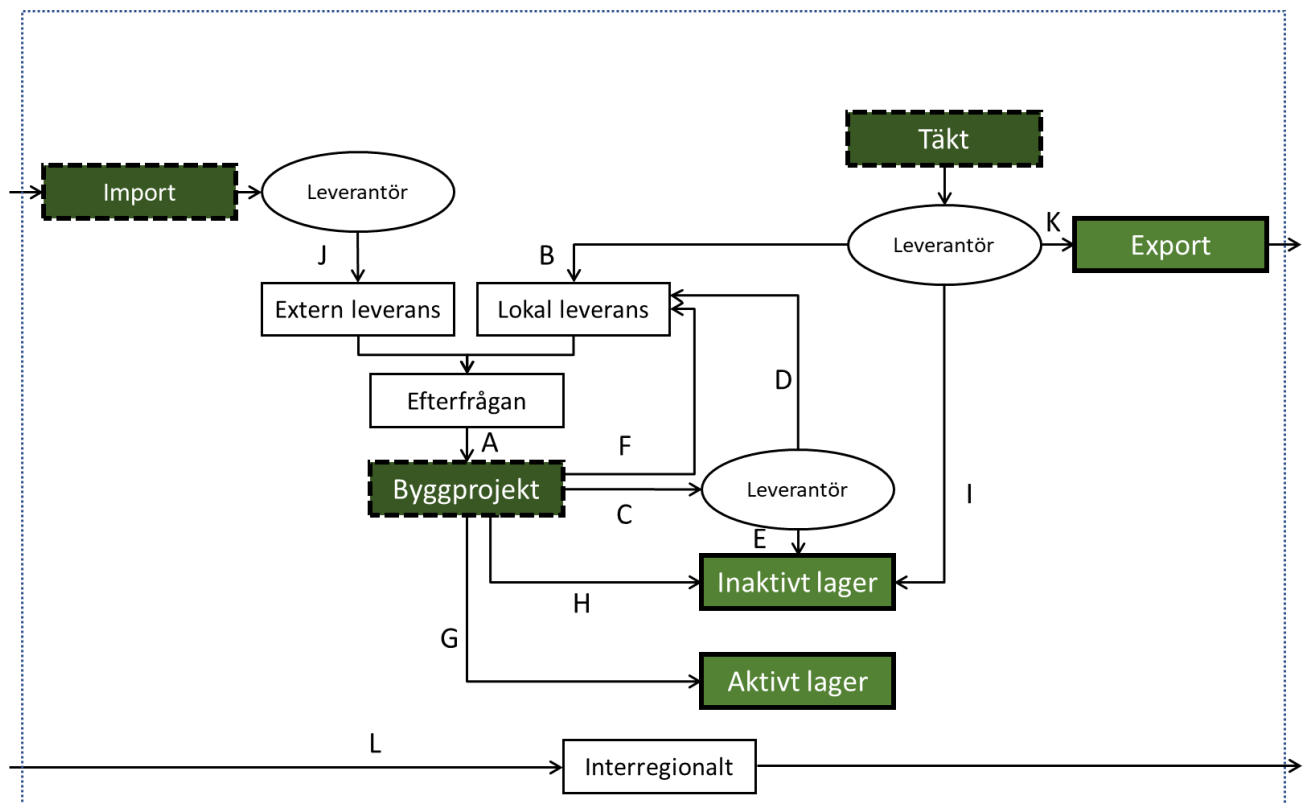 Täkt
Import
Leverantör
Leverantör
K
Export
J
B
Extern leverans
Lokal leverans
D
Efterfrågan
A
F
Byggprojekt
C
Leverantör
I
E
Inaktivt lager
H
G
Aktivt lager
L
Interregionalt